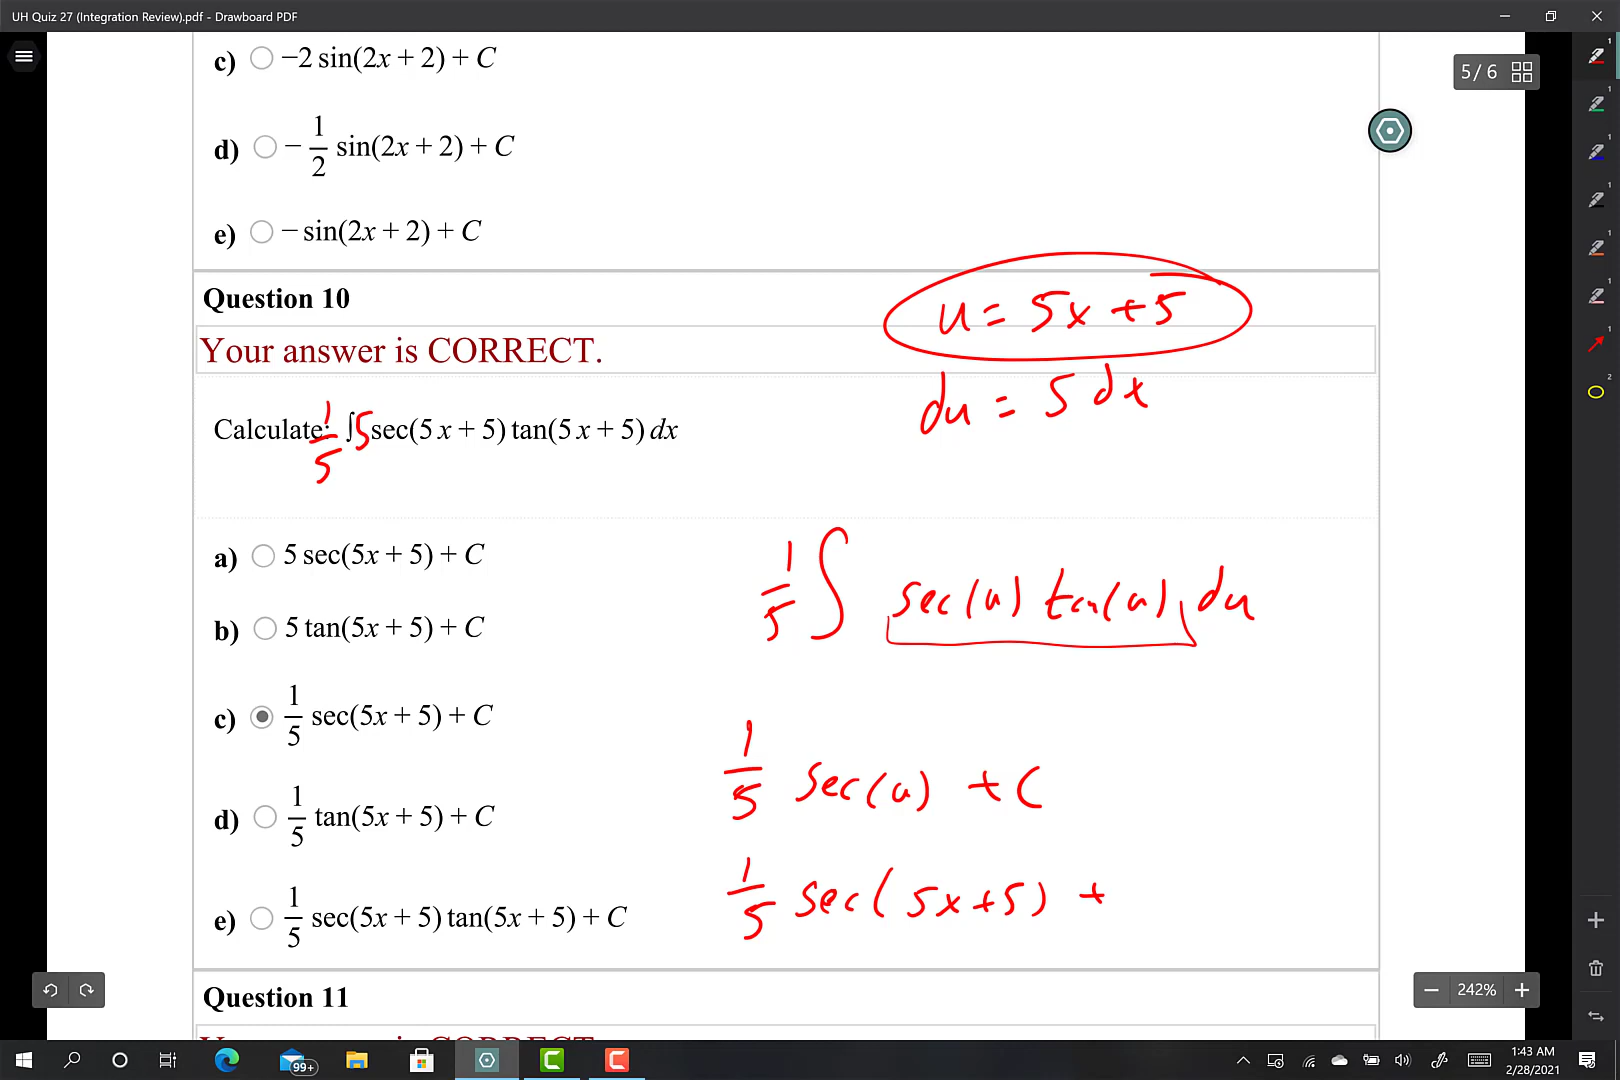 UH Quiz 27 (Integration Review).pdf - Drawboard PDF
5 / 6
c) −2 sin(2x + 2) + C
d) −1/2 sin(2x + 2) + C
e) − sin(2x + 2) + C
Question 10
u = 5x + 5
Your answer is CORRECT.
du = 5 dx
Calculate: 1/5 ∫5 sec(5x + 5) tan(5x + 5) dx
a) 5 sec(5x + 5) + C
1/5 ∫ sec(u) tan(u) du
b) 5 tan(5x + 5) + C
c) 1/5 sec(5x + 5) + C
1/5 sec(u) + C
d) 1/5 tan(5x + 5) + C
1/5 sec(5x+5) +
e) 1/5 sec(5x + 5) tan(5x + 5) + C
Question 11
242%
99+
1:43 AM
2/28/2021